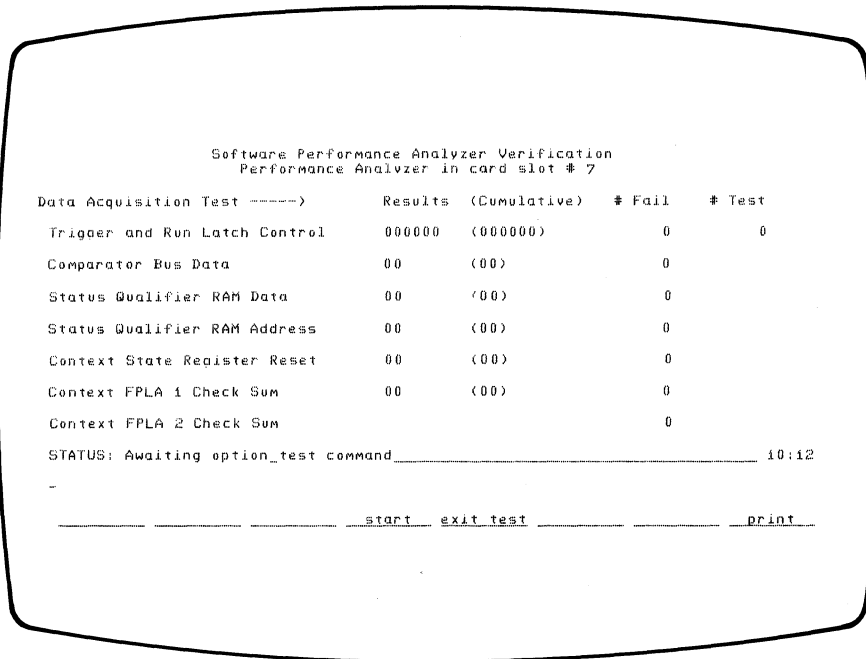 Software Performance Analyzer Verification
Performance Analyzer in card slot # 7
Data Acquisition Test -----> Results (Cumulative) # Fail # Test
Trigger and Run Latch Control 000000 (000000) 0 0
Comparator Bus Data 00 (00) 0
Status Qualifier RAM Data 00 (00) 0
Status Qualifier RAM Address 00 (00) 0
Context State Register Reset 00 (00) 0
Context FPLA 1 Check Sum 00 (00) 0
Context FPLA 2 Check Sum 0
STATUS: Awaiting option_test command 10:12
start exit test print